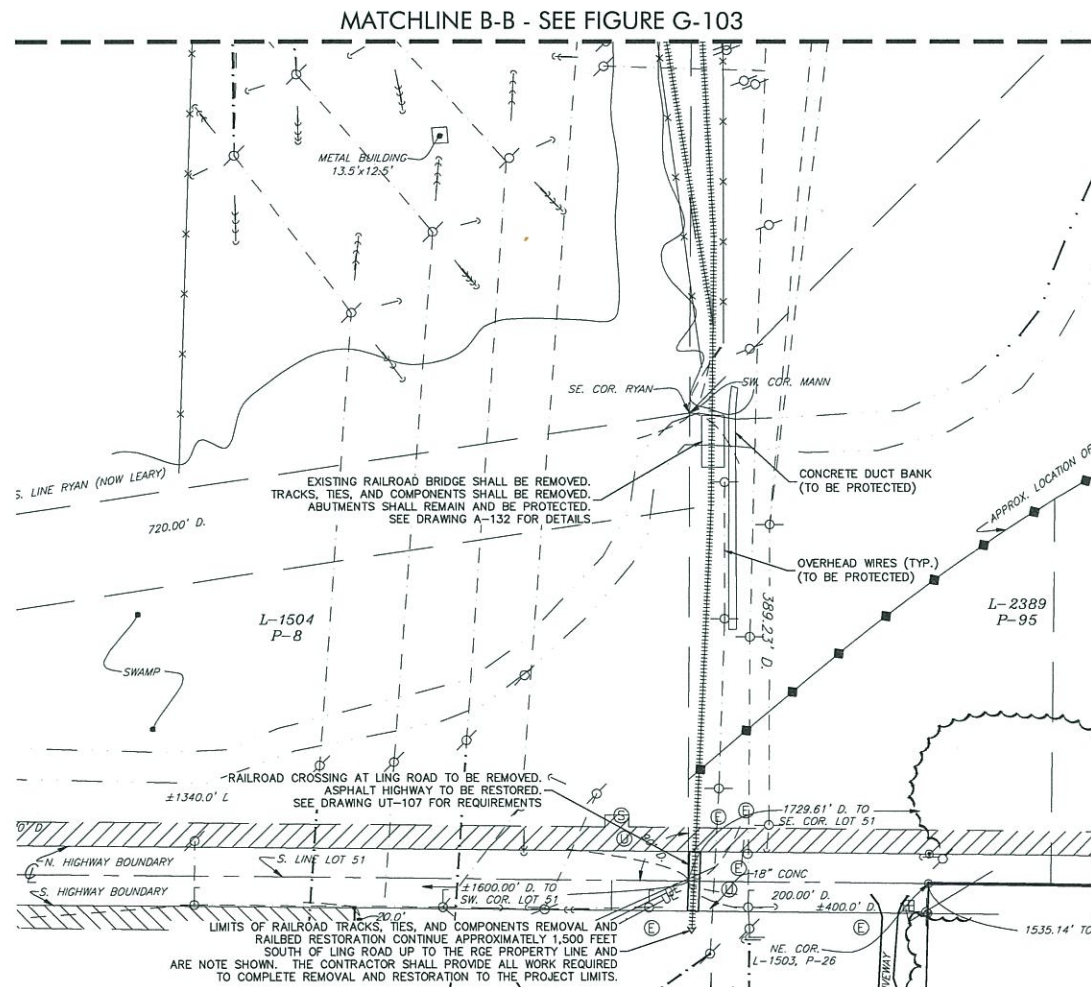 MATCHLINE B-B - SEE FIGURE G-103
METAL BUILDING
13.5'x12.5'
SE. COR. RYAN
SW. COR. MANN
S. LINE RYAN (NOW LEARY)
720.00' D.
EXISTING RAILROAD BRIDGE SHALL BE REMOVED.
TRACKS, TIES, AND COMPONENTS SHALL BE REMOVED.
ABUTMENTS SHALL REMAIN AND BE PROTECTED.
SEE DRAWING A-132 FOR DETAILS
CONCRETE DUCT BANK
(TO BE PROTECTED)
APPROX. LOCATION OF
OVERHEAD WIRES (TYP.)
(TO BE PROTECTED)
389.23' D.
L-1504
P-8
L-2389
P-95
SWAMP
RAILROAD CROSSING AT LING ROAD TO BE REMOVED.
ASPHALT HIGHWAY TO BE RESTORED.
SEE DRAWING UT-107 FOR REQUIREMENTS
±1340.0' L
1729.61' D. TO
SE. COR. LOT 51
N. HIGHWAY BOUNDARY
S. LINE LOT 51
S. HIGHWAY BOUNDARY
±1600.00' D. TO
SW. COR. LOT 51
18" CONC
200.00' D.
±400.0' D.
20.0'
UE
LIMITS OF RAILROAD TRACKS, TIES, AND COMPONENTS REMOVAL AND
RAILBED RESTORATION CONTINUE APPROXIMATELY 1,500 FEET
SOUTH OF LING ROAD UP TO THE RGE PROPERTY LINE AND
ARE NOTE SHOWN. THE CONTRACTOR SHALL PROVIDE ALL WORK REQUIRED
TO COMPLETE REMOVAL AND RESTORATION TO THE PROJECT LIMITS.
NE. COR.
L-1503, P-26
1535.14' TO
VEWAY